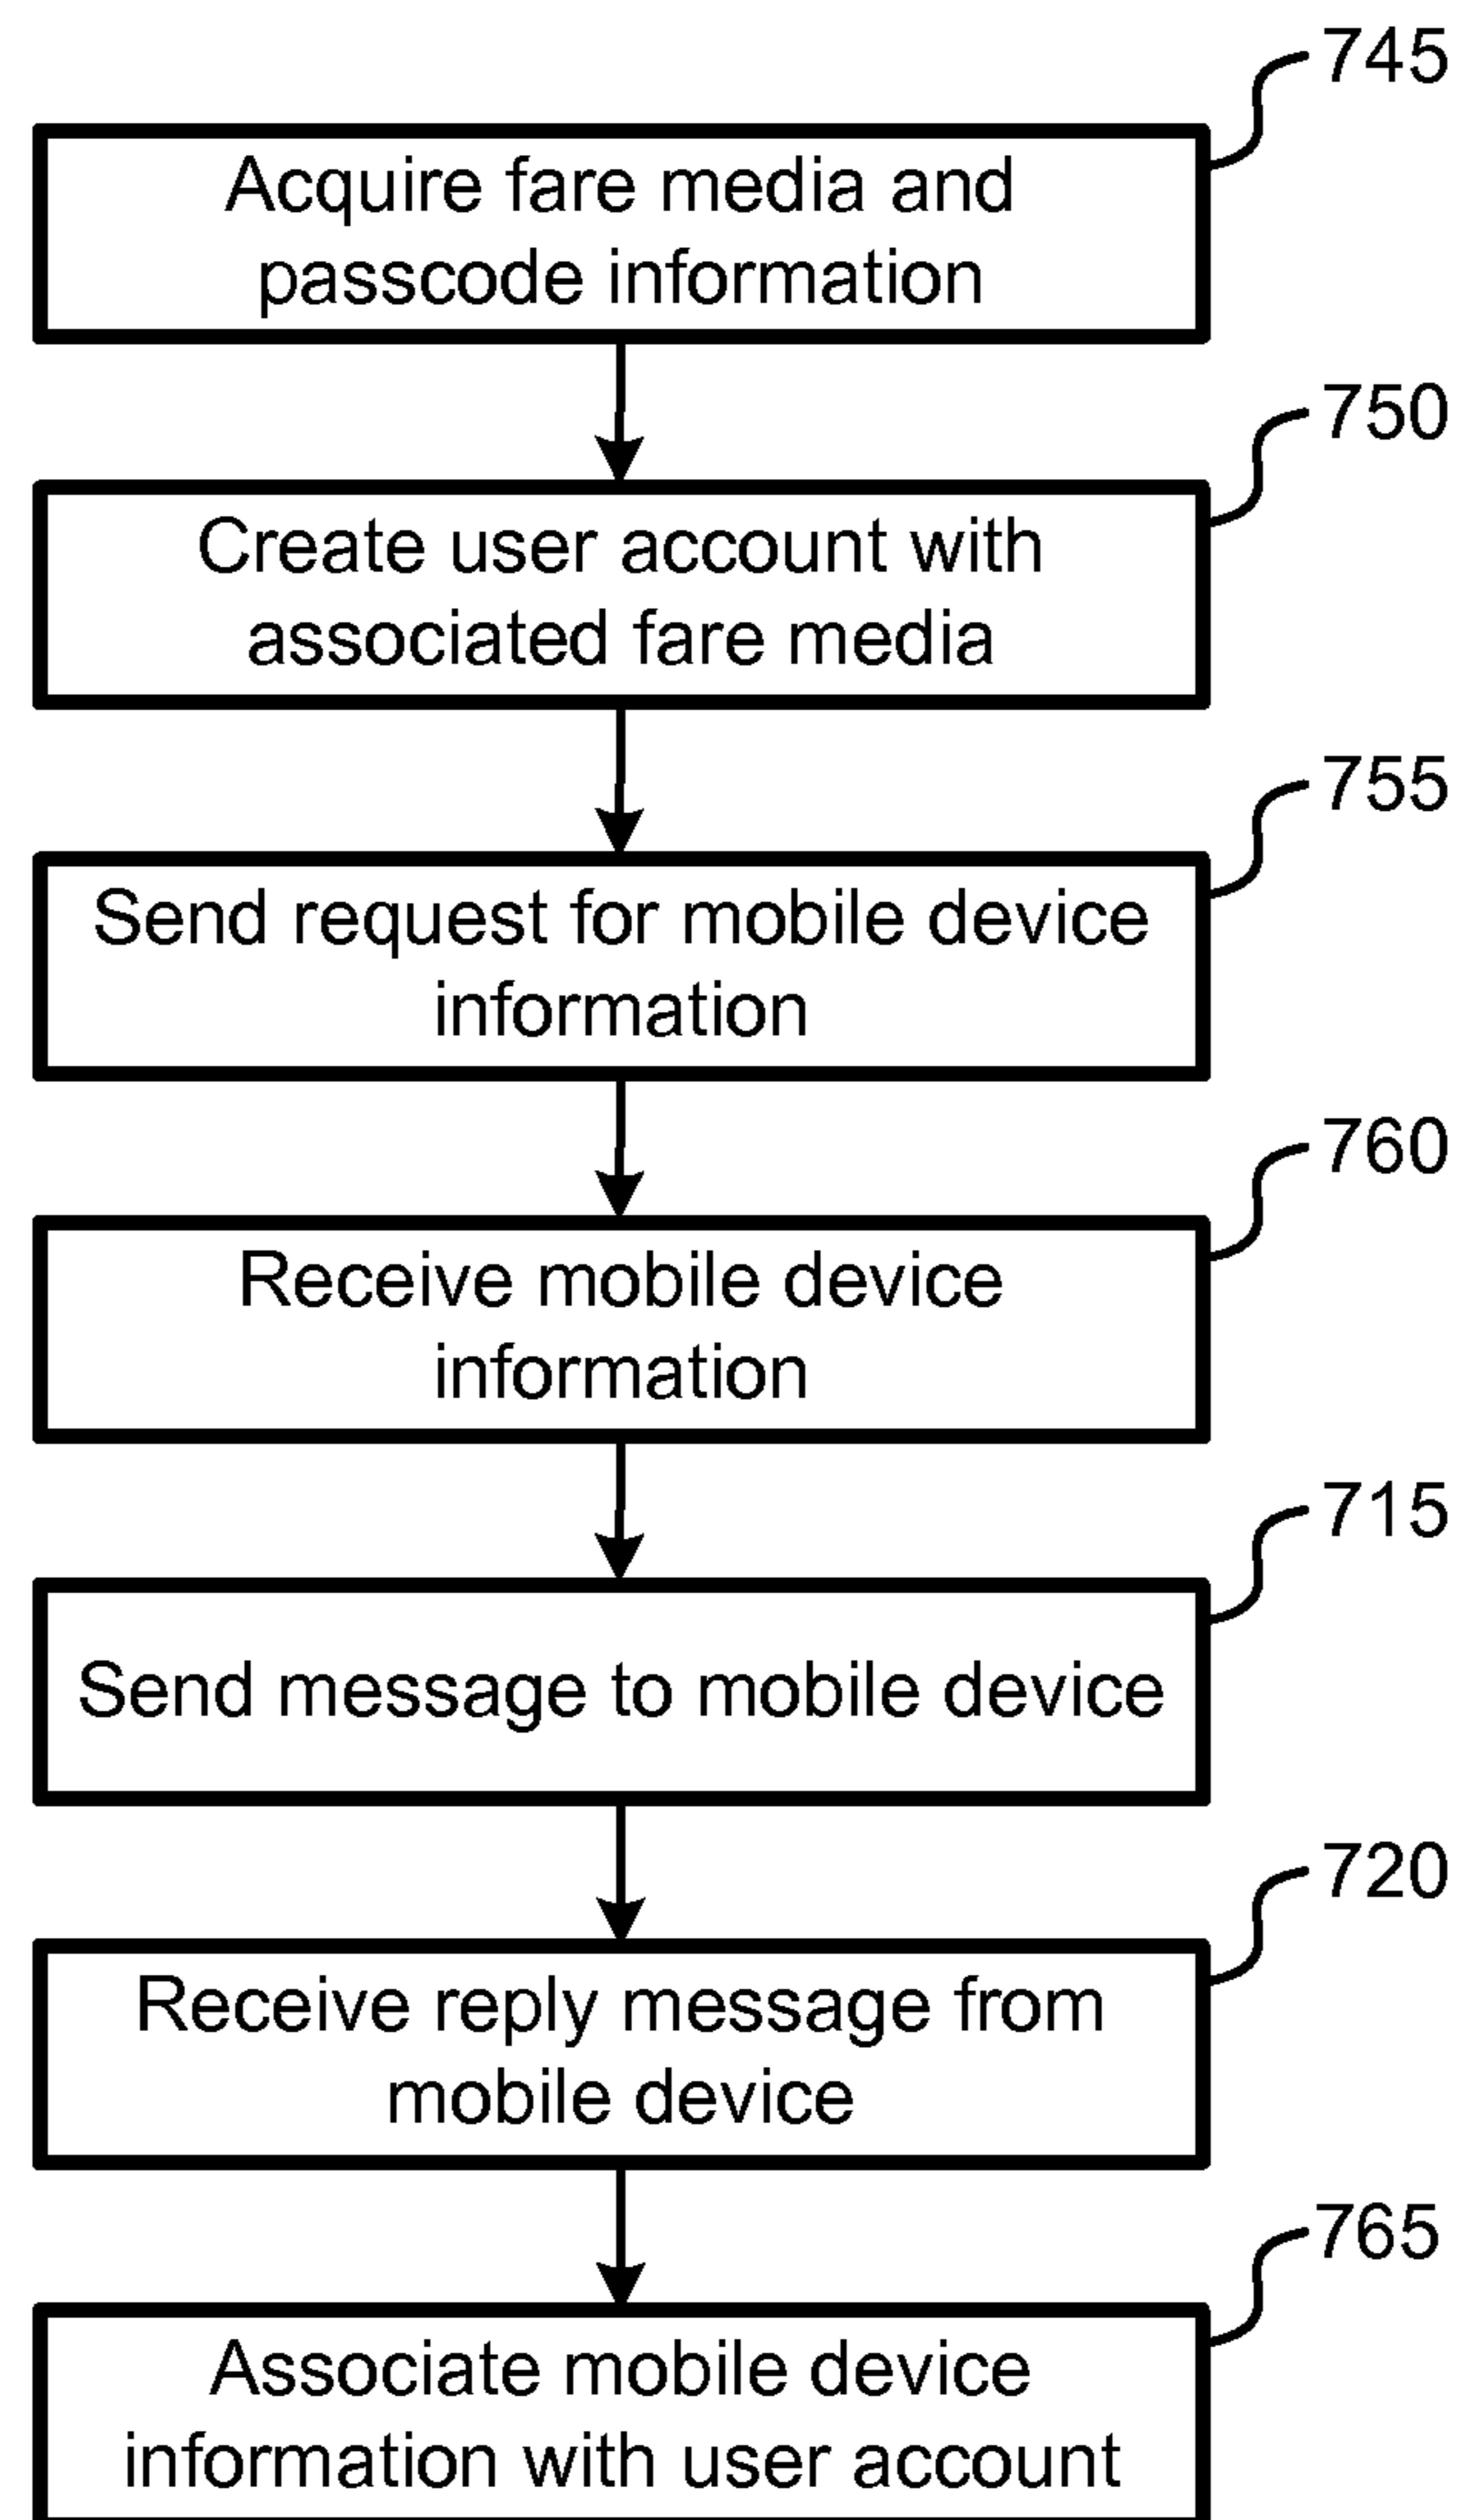 745
Acquire fare media and
passcode information
750
Create user account with
associated fare media
755
Send request for mobile device
information
760
Receive mobile device
information
715
Send message to mobile device
720
Receive reply message from
mobile device
765
Associate mobile device
information with user account